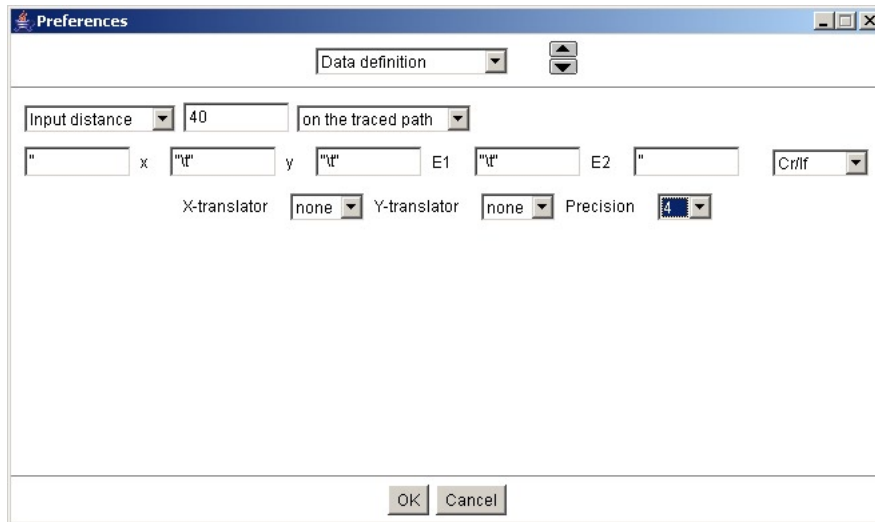 Preferences
Data definition
Input distance 40 on the traced path
" x "\t" y "\t" E1 "\t" E2 " Cr/lf
X-translator none Y-translator none Precision 4
OK Cancel